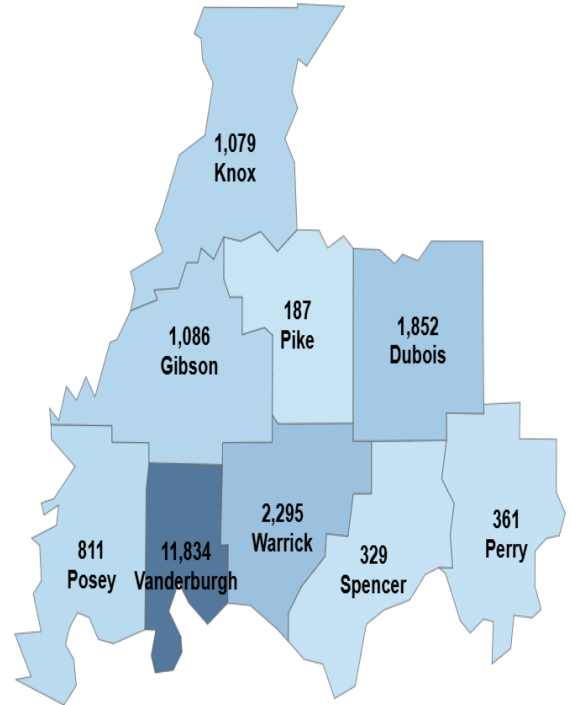 1,079
Knox
187
Pike
1,852
Dubois
1,086
Gibson
2,295
Warrick
361
Perry
811
Posey
11,834
Vanderburgh
329
Spencer